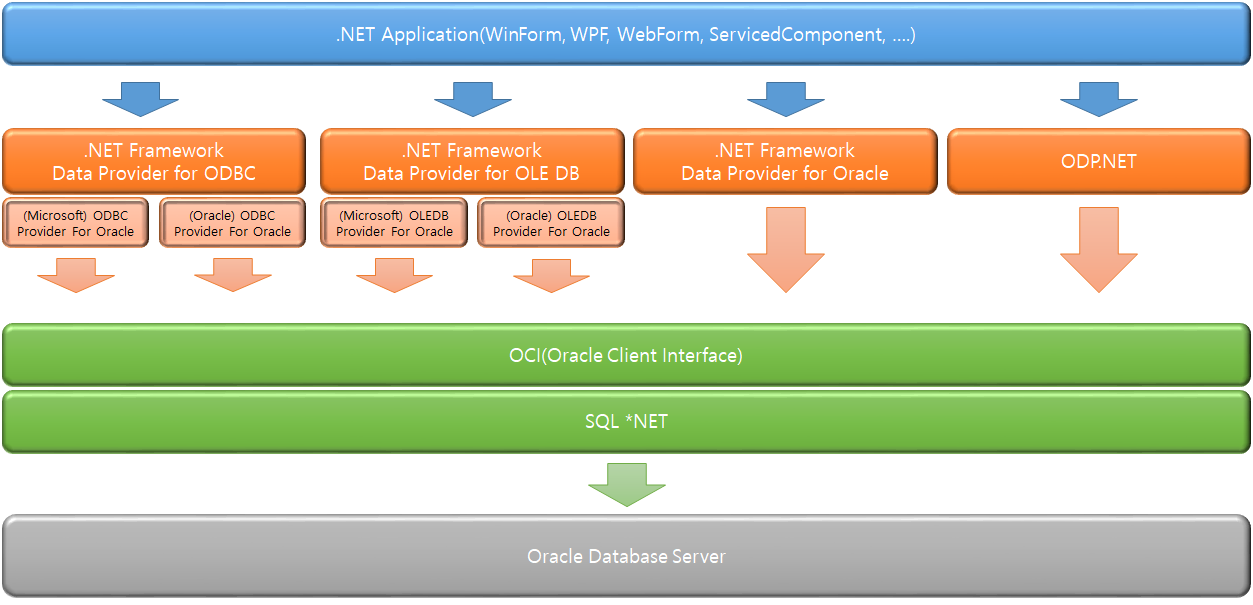 .NET Application(WinForm, WPF, WebForm, ServicedComponent, ....)
.NET Framework
Data Provider for ODBC
.NET Framework
Data Provider for OLE DB
.NET Framework
Data Provider for Oracle
ODP.NET
(Microsoft) ODBC
Provider For Oracle
(Oracle) ODBC
Provider For Oracle
(Microsoft) OLEDB
Provider For Oracle
(Oracle) OLEDB
Provider For Oracle
OCI(Oracle Client Interface)
SQL *NET
Oracle Database Server